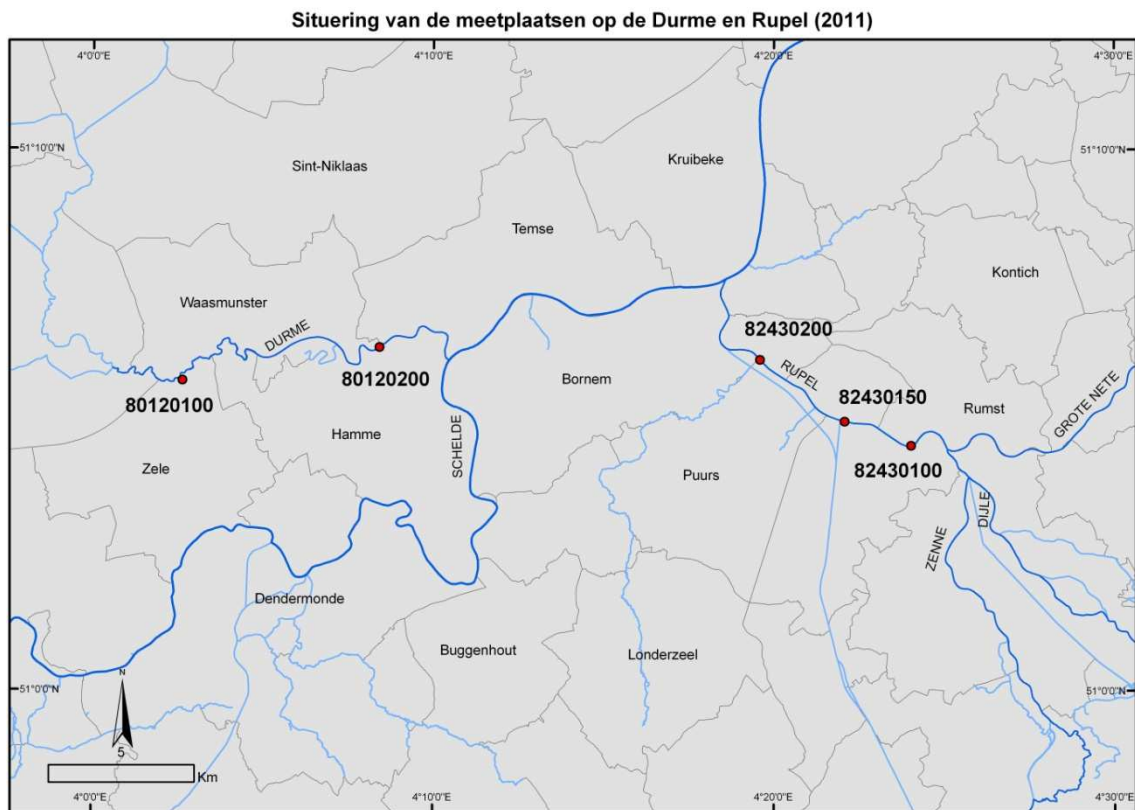 Situering van de meetplaatsen op de Durme en Rupel (2011)
4°0'0"E
4°10'0"E
4°20'0"E
4°30'0"E
51°10'0"N
51°10'0"N
Sint-Niklaas
Kruibeke
Temse
Kontich
Waasmunster
DURME
82430200
80120100
80120200
Bornem
RUPEL
82430150
Rumst
GROTE NETE
Hamme
SCHELDE
82430100
Zele
Puurs
DIJLE
ZENNE
Dendermonde
Buggenhout
Londerzeel
51°0'0"N
51°0'0"N
N
5
Km
4°0'0"E
4°10'0"E
4°20'0"E
4°30'0"E